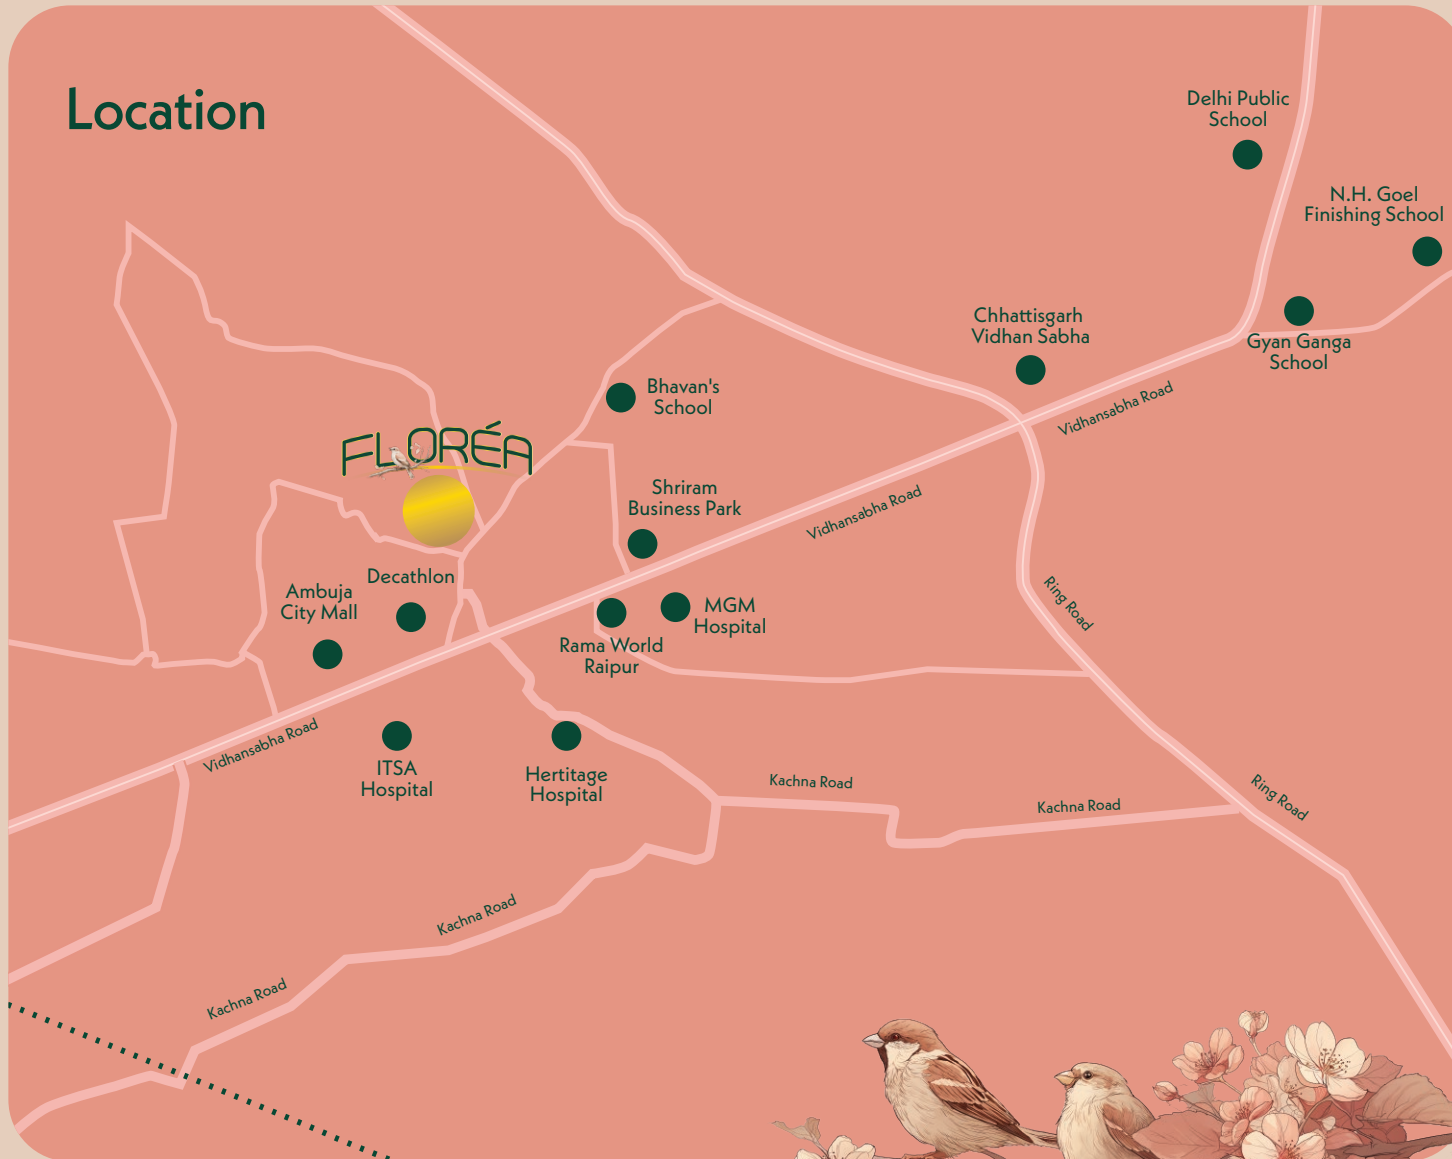 Location
Delhi Public
School
N.H. Goel
Finishing School
Chhattisgarh
Vidhan Sabha
Gyan Ganga
School
Bhavan's
School
Vidhansabha Road
FLORÉA
Shriram
Business Park
Vidhansabha Road
Decathlon
Ambuja
City Mall
MGM
Hospital
Ring Road
Rama World
Raipur
Vidhansabha Road
ITSA
Hospital
Hertitage
Hospital
Kachna Road
Kachna Road
Ring Road
Kachna Road
Kachna Road